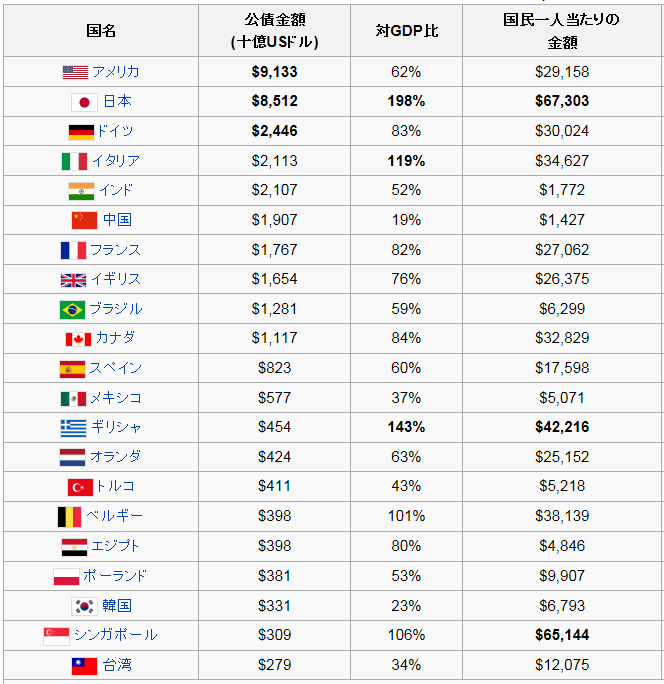 国名 公債金額 (十億USドル) 対GDP比 国民一人当たりの金額
アメリカ $9,133 62% $29,158
日本 $8,512 198% $67,303
ドイツ $2,446 83% $30,024
イタリア $2,113 119% $34,627
インド $2,107 52% $1,772
中国 $1,907 19% $1,427
フランス $1,767 82% $27,062
イギリス $1,654 76% $26,375
ブラジル $1,281 59% $6,299
カナダ $1,117 84% $32,829
スペイン $823 60% $17,598
メキシコ $577 37% $5,071
ギリシャ $454 143% $42,216
オランダ $424 63% $25,152
トルコ $411 43% $5,218
ベルギー $398 101% $38,139
エジプト $398 80% $4,846
ポーランド $381 53% $9,907
韓国 $331 23% $6,793
シンガポール $309 106% $65,144
台湾 $279 34% $12,075